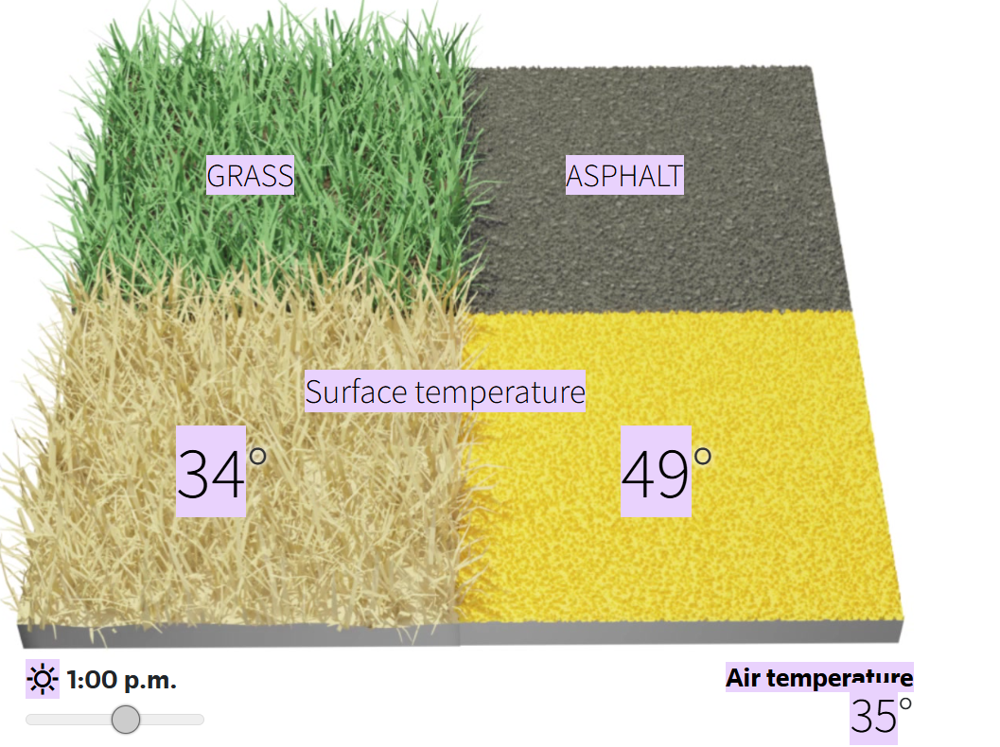 GRASS
ASPHALT
Surface temperature
34°
49°
1:00 p.m.
Air temperature
35°